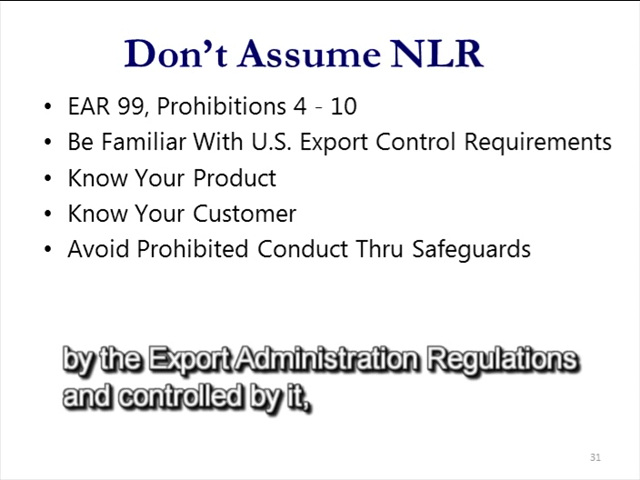 Don't Assume NLR
• EAR 99, Prohibitions 4 - 10
• Be Familiar With U.S. Export Control Requirements
• Know Your Product
• Know Your Customer
• Avoid Prohibited Conduct Thru Safeguards
by the Export Administration Regulations
and controlled by it,
31